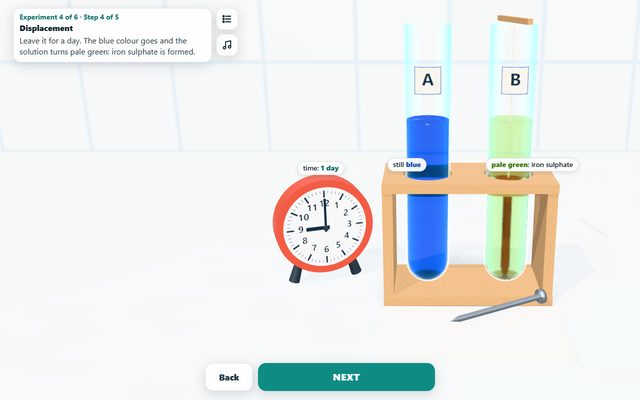 Experiment 4 of 6 · Step 4 of 5
Displacement
Leave it for a day. The blue colour goes and the
solution turns pale green: iron sulphate is formed.
A
B
time: 1 day
still blue
pale green: iron sulphate
12
1
2
3
4
5
6
7
8
9
10
11
Back
NEXT